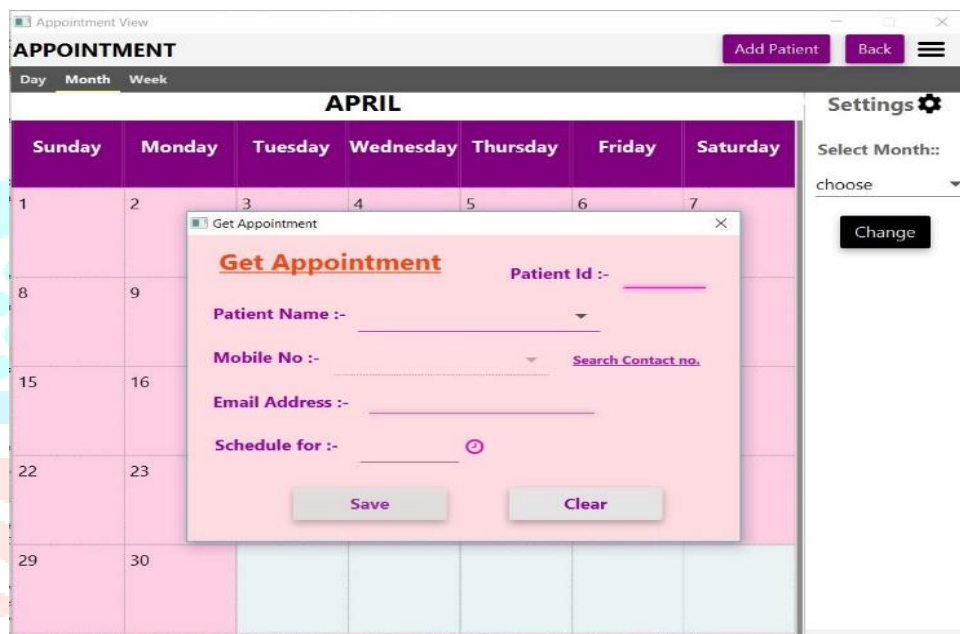 Appointment View
APPOINTMENT
Add Patient
Back
Day Month Week
APRIL
Settings
Sunday Monday Tuesday Wednesday Thursday Friday Saturday
Select Month::
choose
Change
1 2 3 4 5 6 7
Get Appointment
Get Appointment
Patient Id :-
Patient Name :-
8 9
Mobile No :-
Search Contact no.
15 16
Email Address :-
Schedule for :-
22 23
Save
Clear
29 30